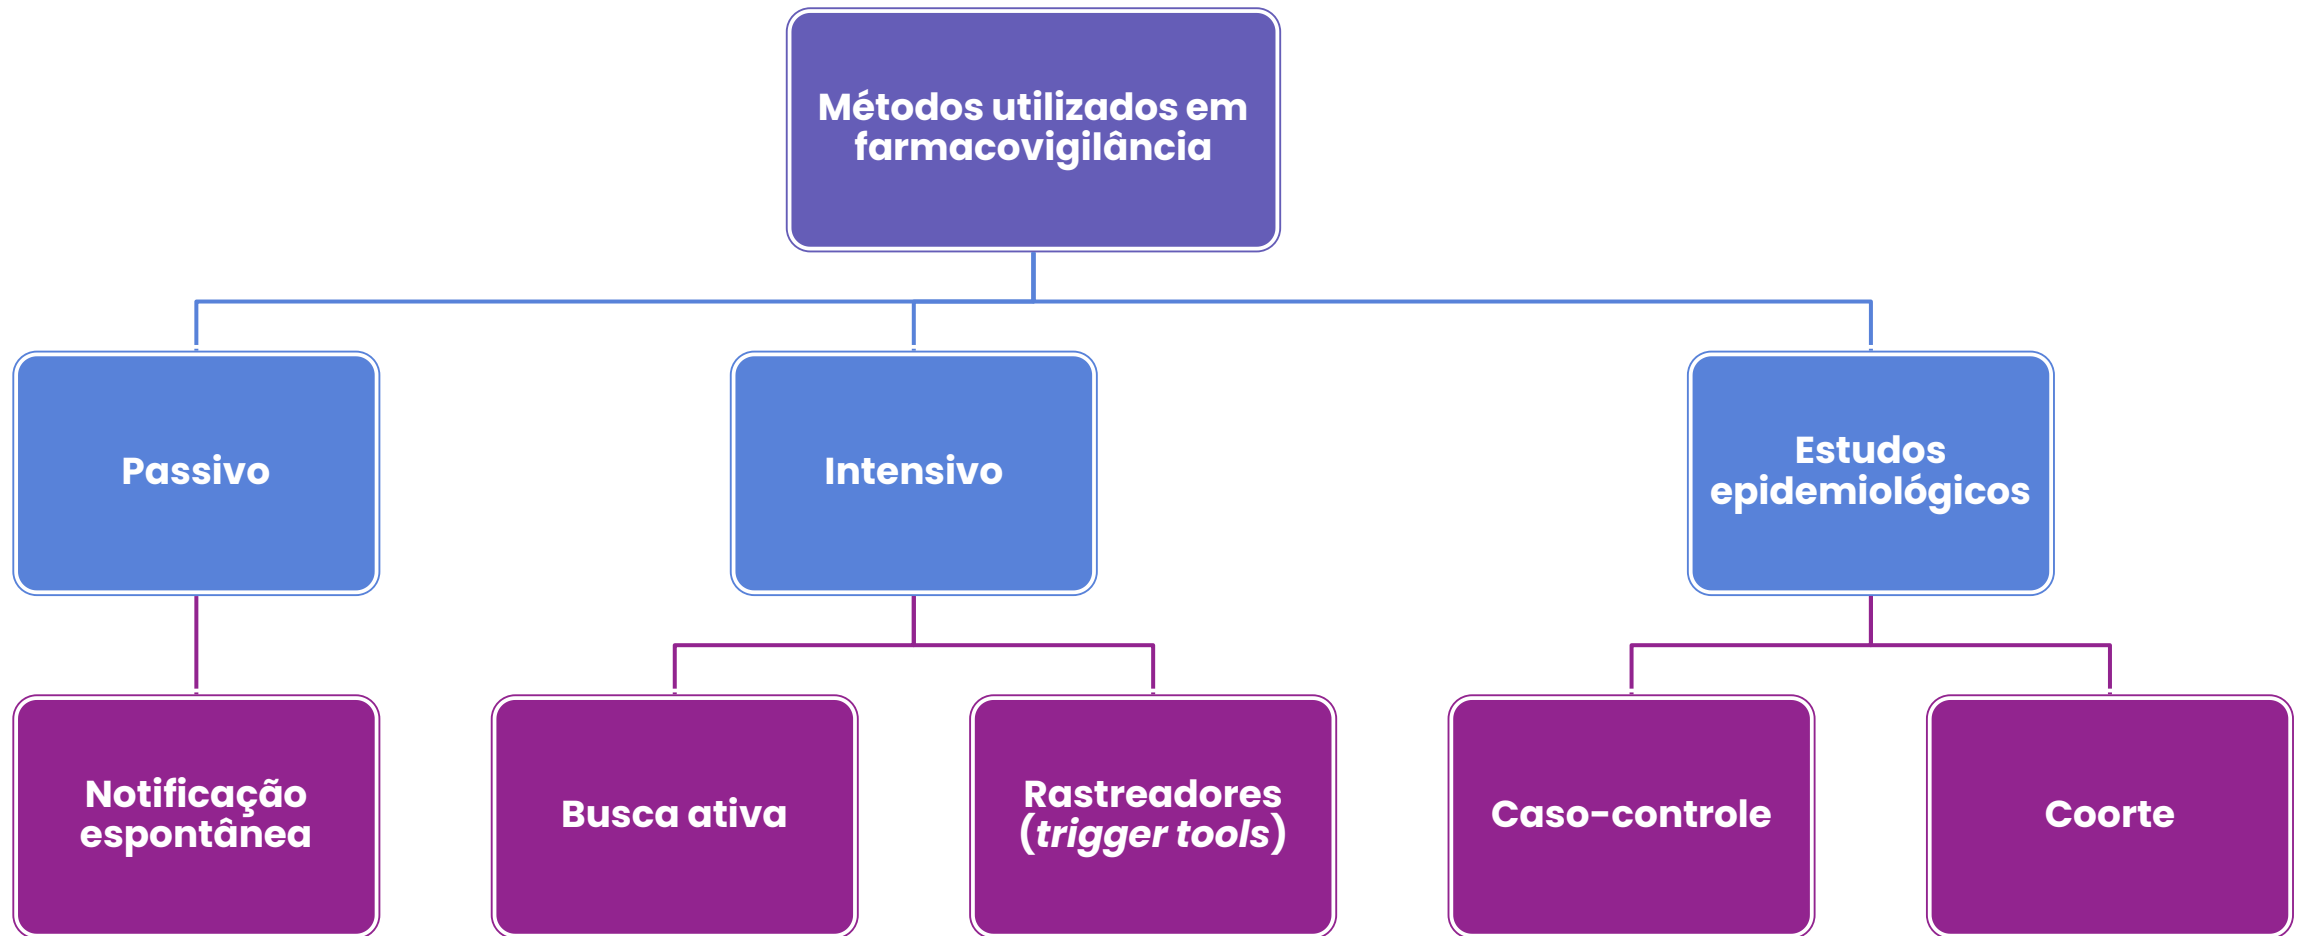 Métodos utilizados em
farmacovigilância
Passivo
Intensivo
Estudos
epidemiológicos
Notificação
espontânea
Busca ativa
Rastreadores
(trigger tools)
Caso-controle
Coorte